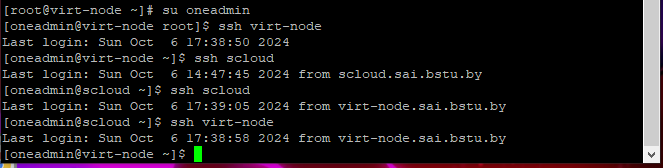 [root@virt-node ~]# su oneadmin
[oneadmin@virt-node root]$ ssh virt-node
Last login: Sun Oct  6 17:38:50 2024
[oneadmin@virt-node ~]$ ssh scloud
Last login: Sun Oct  6 14:47:45 2024 from scloud.sai.bstu.by
[oneadmin@scloud ~]$ ssh scloud
Last login: Sun Oct  6 17:39:05 2024 from virt-node.sai.bstu.by
[oneadmin@scloud ~]$ ssh virt-node
Last login: Sun Oct  6 17:38:58 2024 from virt-node.sai.bstu.by
[oneadmin@virt-node ~]$